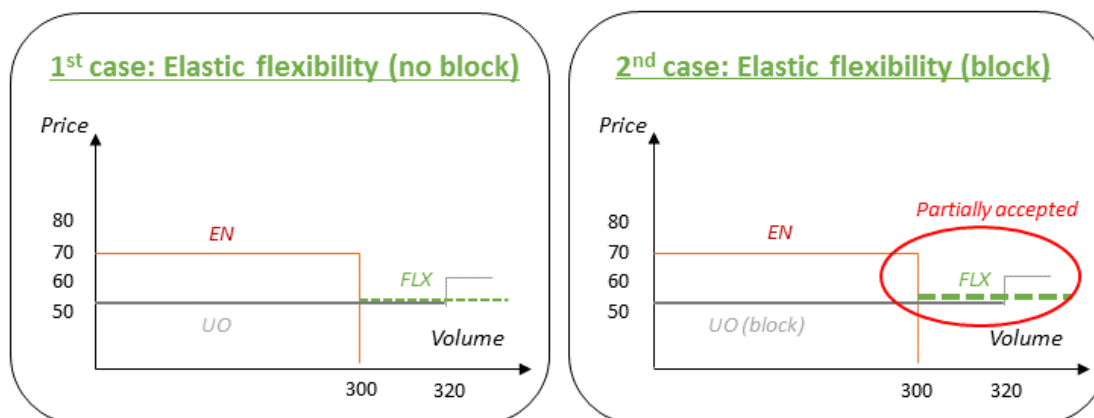 1st case: Elastic flexibility (no block)
Price
80
70
60
50
EN
FLX
UO
Volume
300
320
2nd case: Elastic flexibility (block)
Price
80
70
60
50
Partially accepted
EN
FLX
UO (block)
Volume
300
320